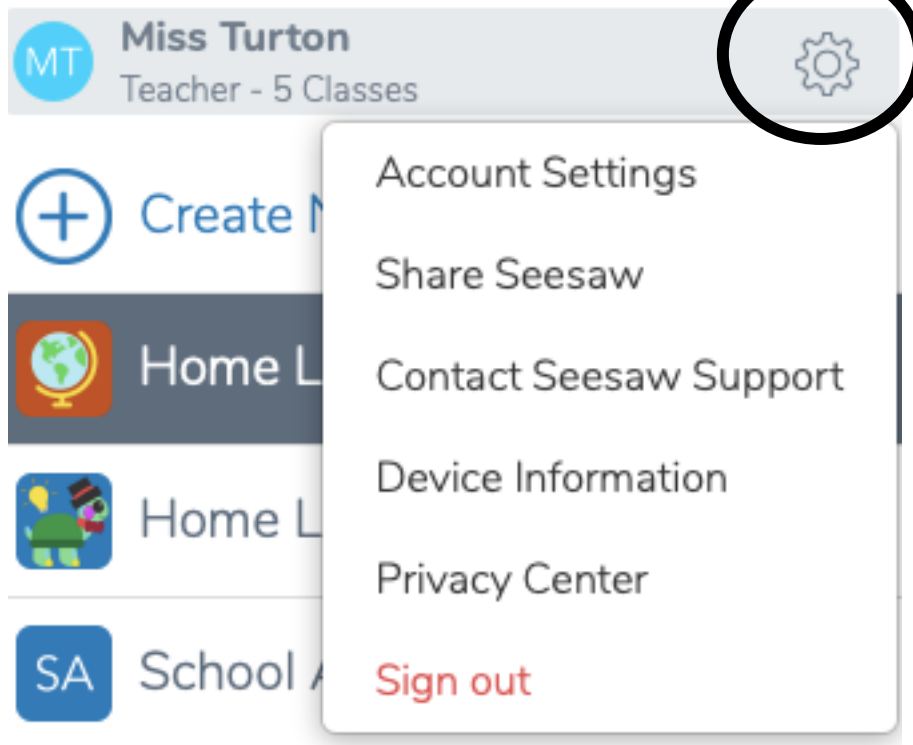 MT
Miss Turton
Teacher - 5 Classes
Account Settings
Create
Share Seesaw
Home
Contact Seesaw Support
Device Information
Home
Privacy Center
SA
School
Sign out